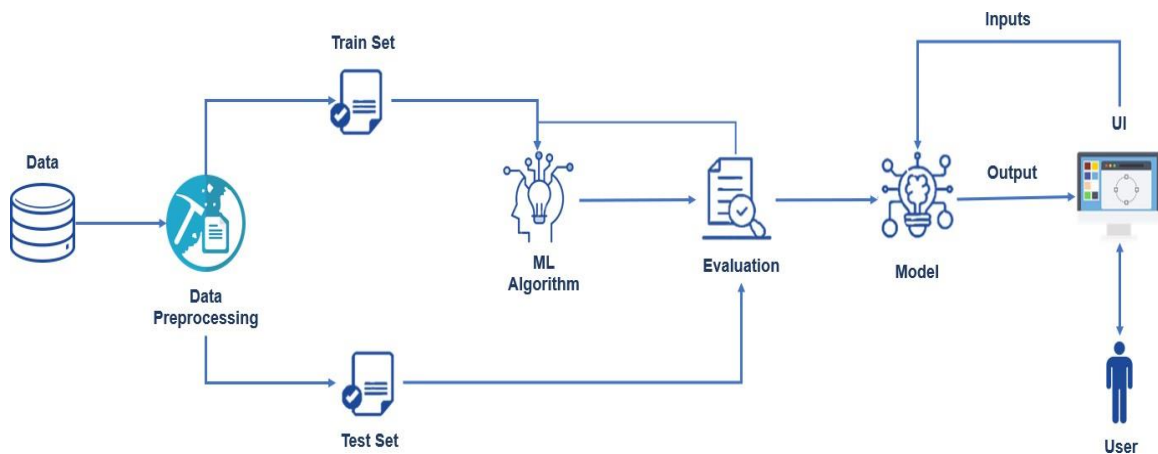 Inputs
Train Set
UI
Data
Output
ML
Algorithm
Evaluation
Model
Data
Preprocessing
Test Set
User